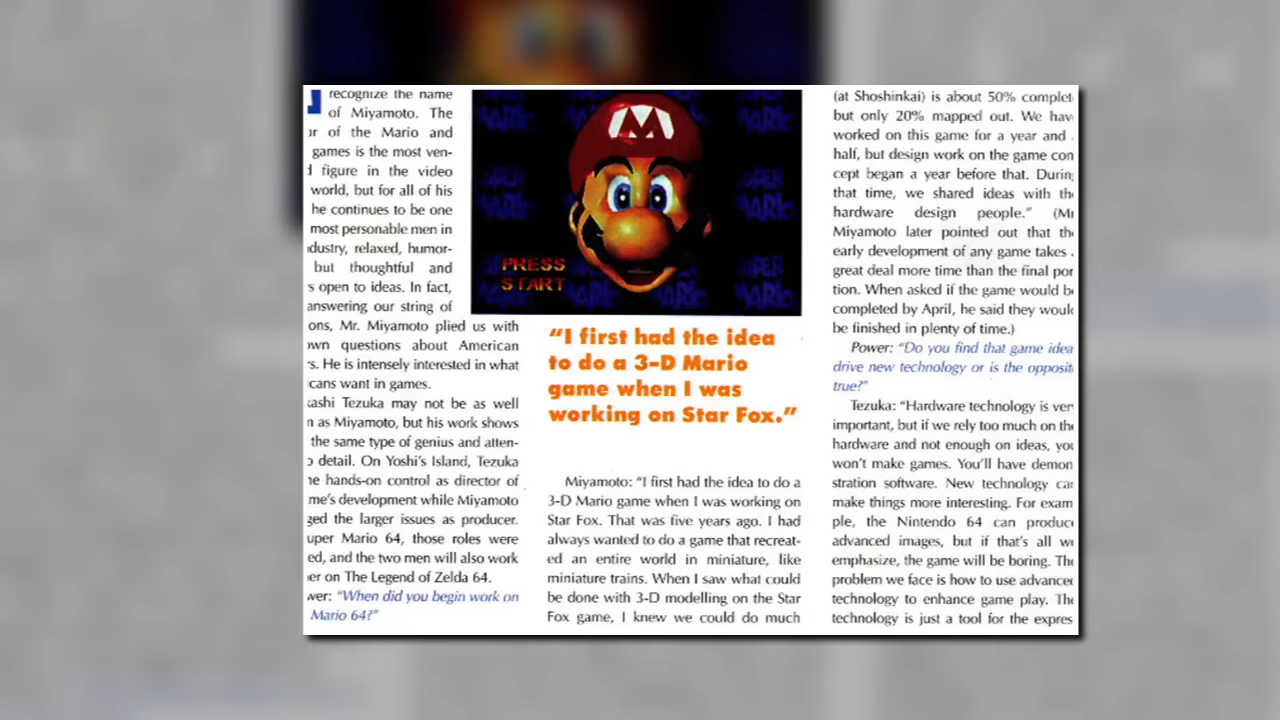 recognize the name
of Miyamoto. The
or of the Mario and
games is the most ven-
d figure in the video
world, but for all of his
he continues to be one
most personable men in
dustry, relaxed, humor-
but thoughtful and
s open to ideas. In fact,
answering our string of
ons, Mr. Miyamoto plied us with
wn questions about American
rs. He is intensely interested in what
icans want in games.
kashi Tezuka may not be as well
n as Miyamoto, but his work shows
the same type of genius and atten-
o detail. On Yoshi's Island, Tezuka
he hands-on control as director of
me's development while Miyamoto
ged the larger issues as producer.
uper Mario 64, those roles were
ed, and the two men will also work
her on The Legend of Zelda 64.
wer: "When did you begin work on
Mario 64?"
PRESS
START
"I first had the idea
to do a 3-D Mario
game when I was
working on Star Fox."
Miyamoto: "I first had the idea to do a
3-D Mario game when I was working on
Star Fox. That was five years ago. I had
always wanted to do a game that recreat-
ed an entire world in miniature, like
miniature trains. When I saw what could
be done with 3-D modelling on the Star
Fox game, I knew we could do much
(at Shoshinkai) is about 50% complet
but only 20% mapped out. We hav
worked on this game for a year and
half, but design work on the game con
cept began a year before that. Durin
that time, we shared ideas with th
hardware design people." (Mr
Miyamoto later pointed out that th
early development of any game takes
great deal more time than the final por
tion. When asked if the game would b
completed by April, he said they woul
be finished in plenty of time.)
Power: "Do you find that game idea
drive new technology or is the opposit
true?"
Tezuka: "Hardware technology is ver
important, but if we rely too much on th
hardware and not enough on ideas, you
won't make games. You'll have demon
stration software. New technology can
make things more interesting. For exam
ple, the Nintendo 64 can produc
advanced images, but if that's all w
emphasize, the game will be boring. Th
problem we face is how to use advanced
technology to enhance game play. Th
technology is just a tool for the expres